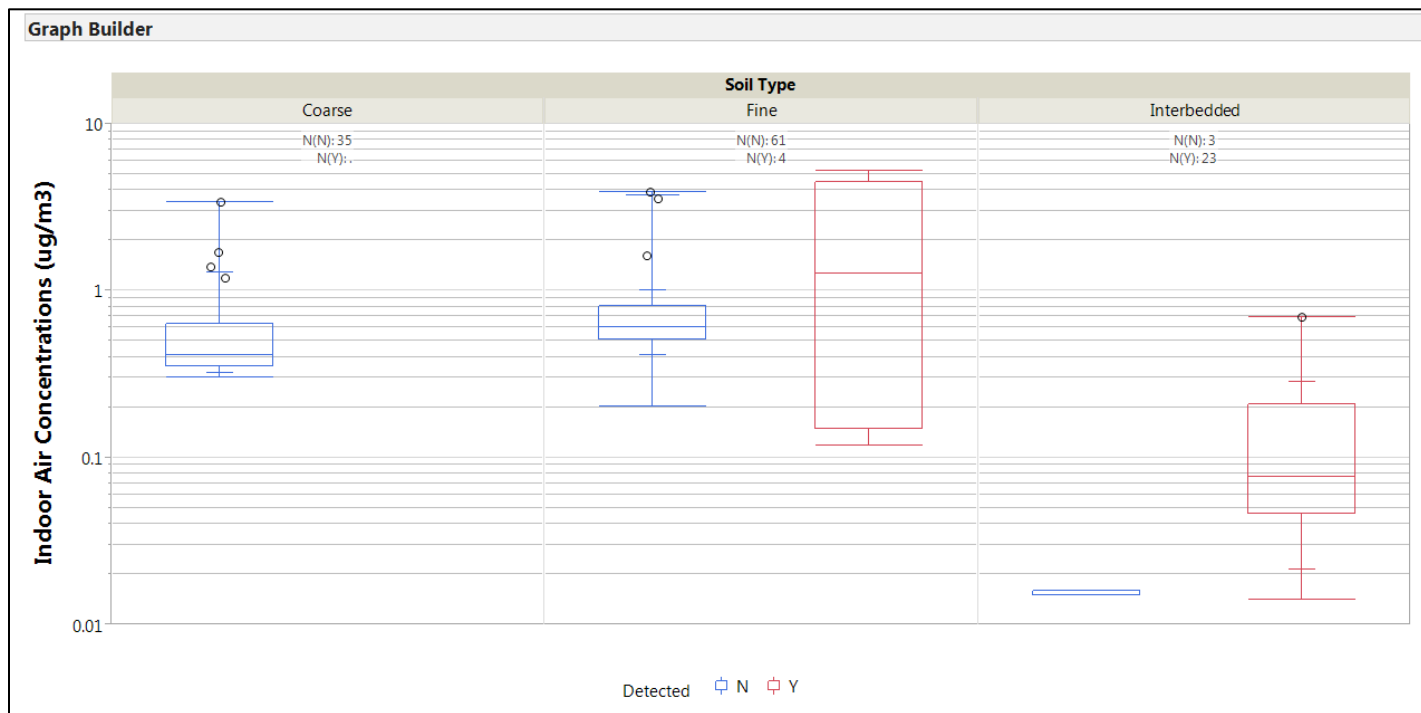 Graph Builder
Soil Type
Coarse Fine Interbedded
10
N(N): 35 N(N): 61 N(N): 3
N(Y): . N(Y): 4 N(Y): 23
1
0.1
0.01
Indoor Air Concentrations (ug/m3)
Detected N Y